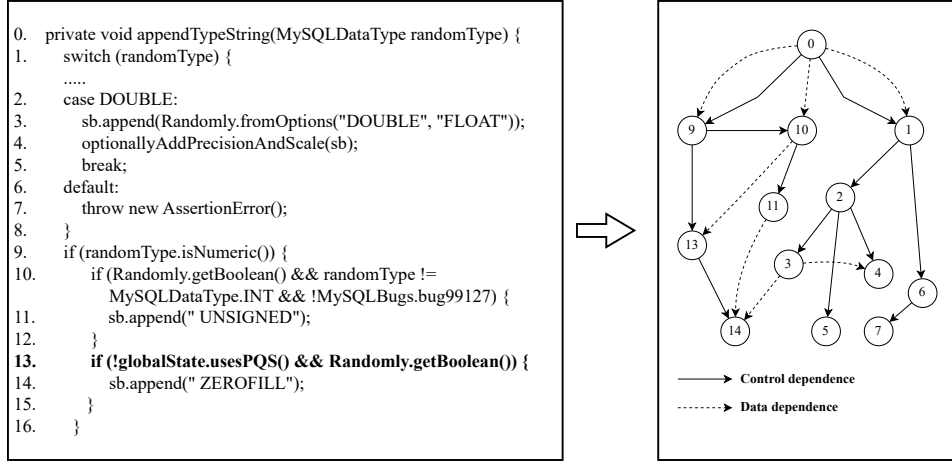 0. private void appendTypeString(MySQLDataType randomType) {
1. switch (randomType) {
.....
2. case DOUBLE:
3. sb.append(Randomly.fromOptions("DOUBLE", "FLOAT"));
4. optionallyAddPrecisionAndScale(sb);
5. break;
6. default:
7. throw new AssertionError();
8. }
9. if (randomType.isNumeric()) {
10. if (Randomly.getBoolean() && randomType !=
MySQLDataType.INT && !MySQLBugs.bug99127) {
11. sb.append(" UNSIGNED");
12. }
13. if (!globalState.usesPQS() && Randomly.getBoolean()) {
14. sb.append(" ZEROFILL");
15. }
16. }
0
9 10 1
2
11
13
3 4
6
14 5 7
Control dependence
Data dependence